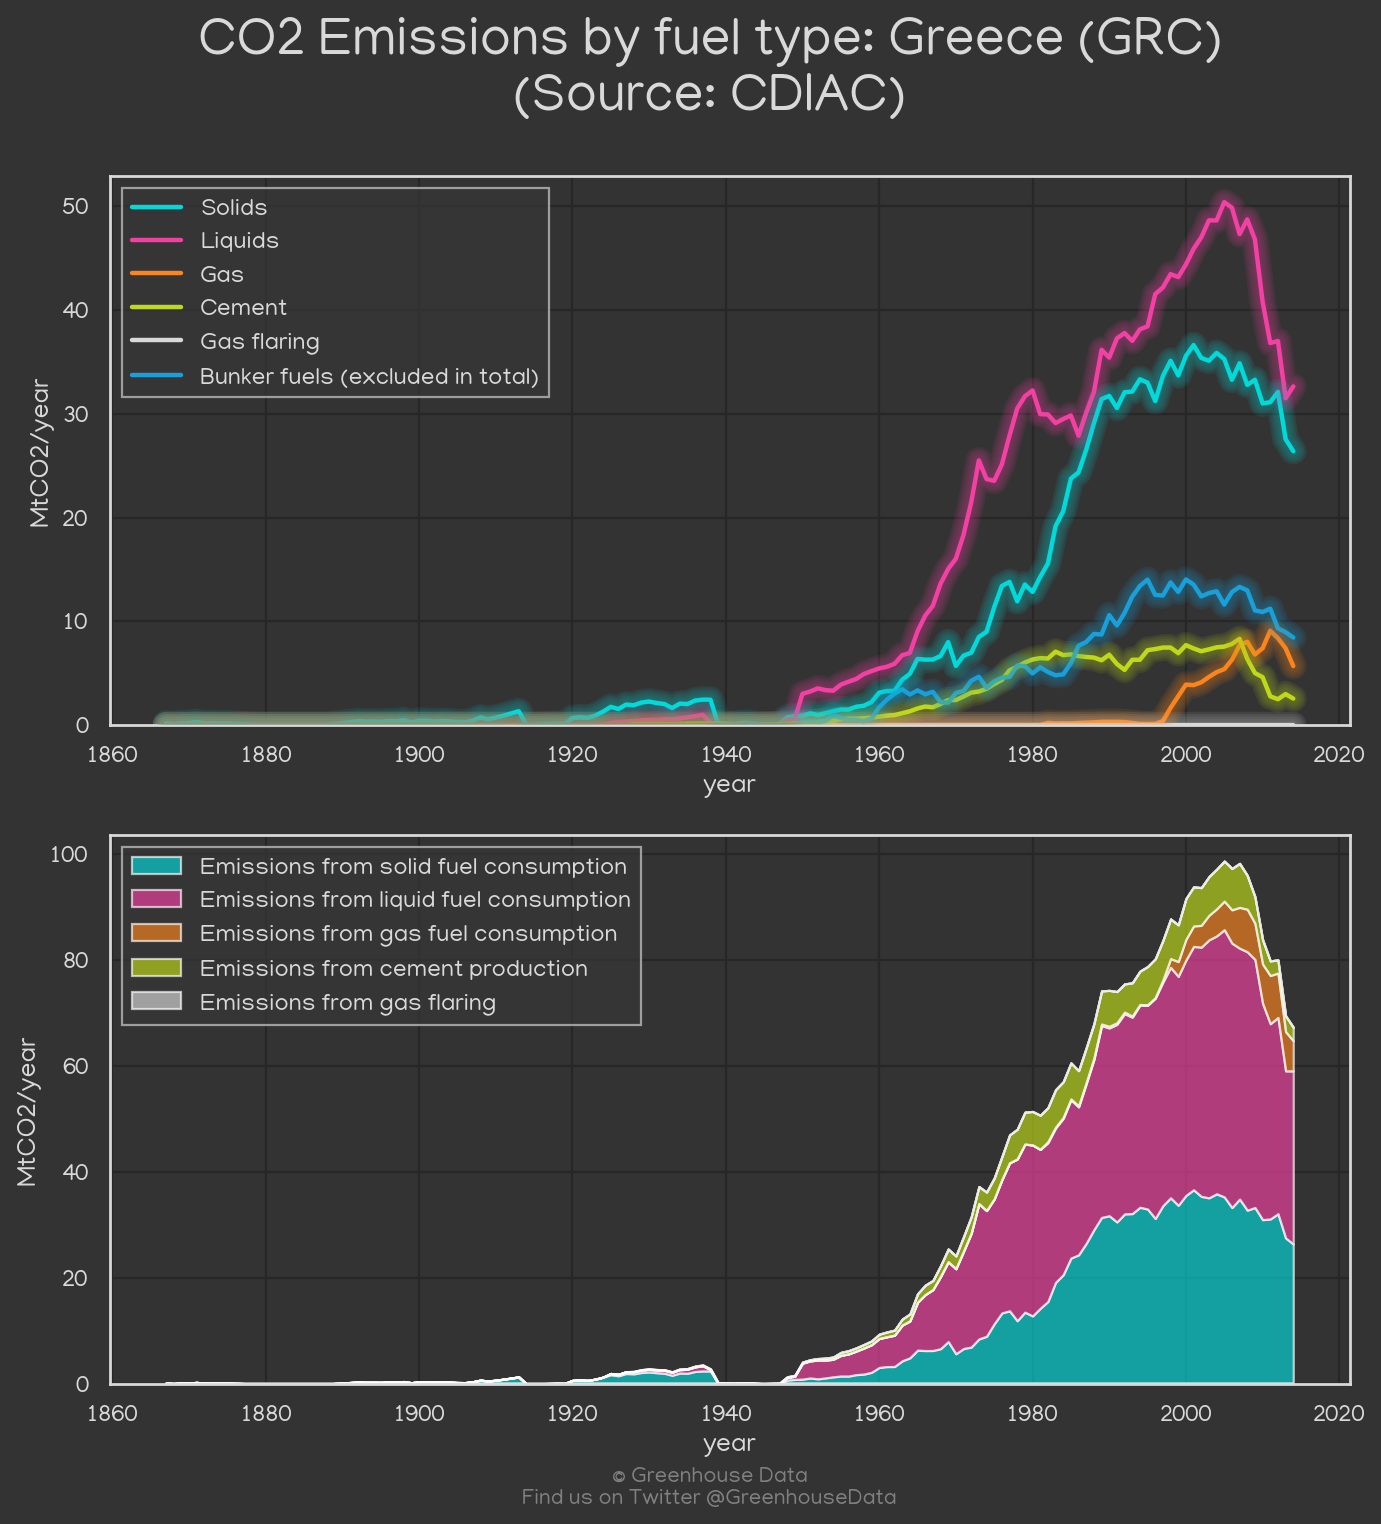 CO2 Emissions by fuel type: Greece (GRC)
(Source: CDIAC)
MtCO2/year
50
40
30
20
10
0
Solids
Liquids
Gas
Cement
Gas flaring
Bunker fuels (excluded in total)
1860 1880 1900 1920 1940 1960 1980 2000 2020
year
MtCO2/year
100
80
60
40
20
0
Emissions from solid fuel consumption
Emissions from liquid fuel consumption
Emissions from gas fuel consumption
Emissions from cement production
Emissions from gas flaring
1860 1880 1900 1920 1940 1960 1980 2000 2020
year
© Greenhouse Data
Find us on Twitter @GreenhouseData